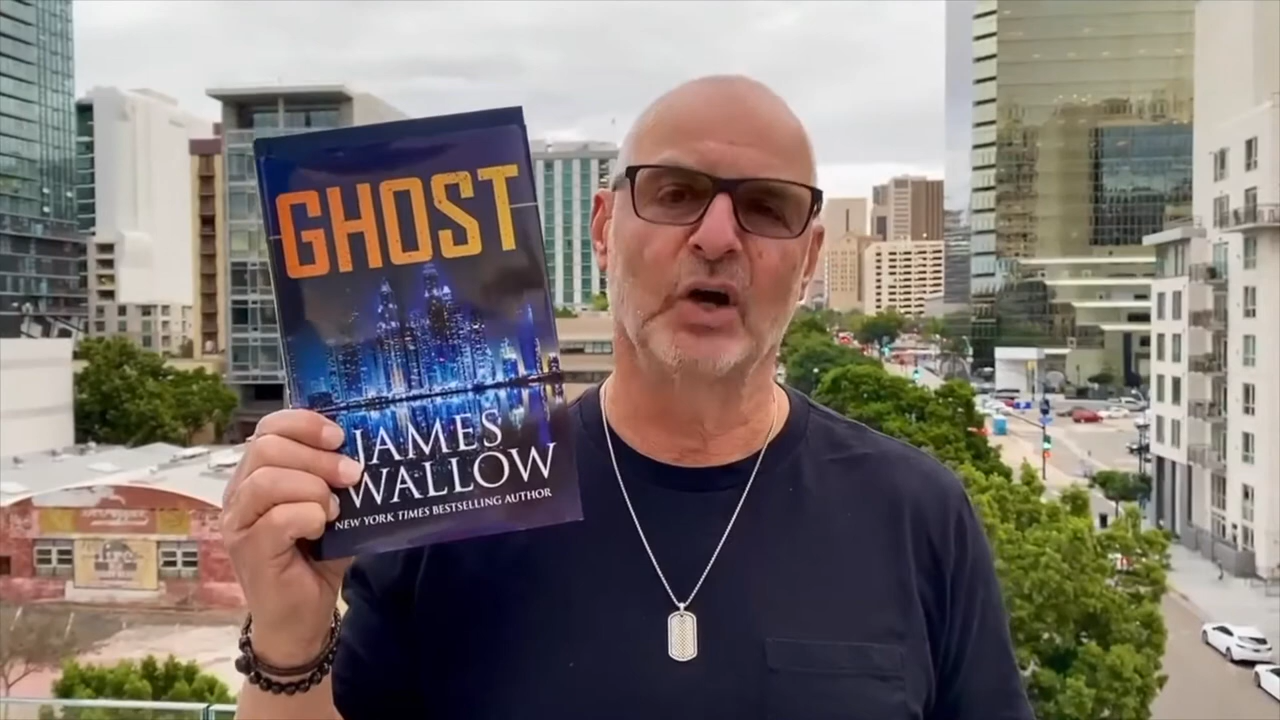 GHOST
JAMES
WALLOW
NEW YORK TIMES BESTSELLING AUTHOR